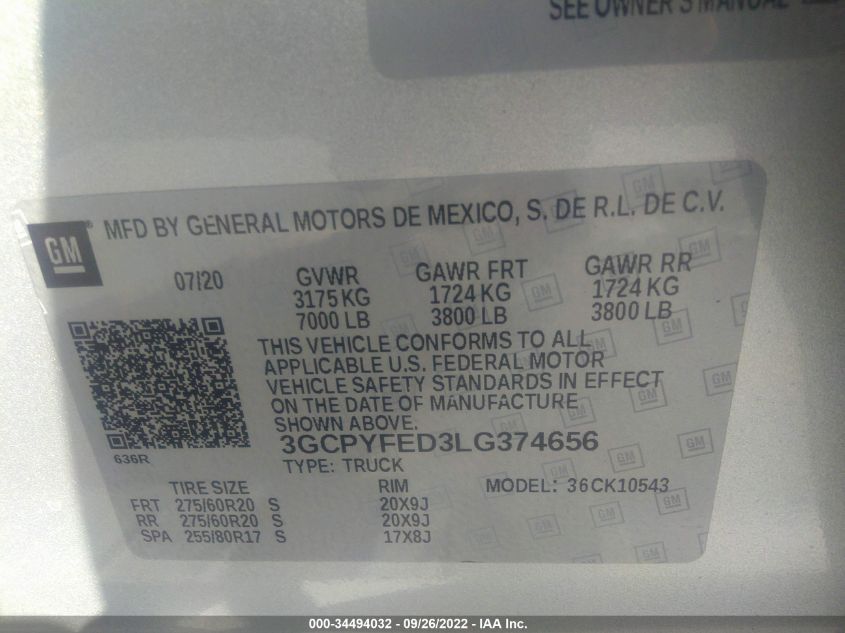 SEE OWNER'S MANUAL
GM
MFD BY GENERAL MOTORS DE MEXICO, S. DE R.L. DE C.V.
07/20 GVWR GAWR FRT GAWR RR
3175 KG 1724 KG 1724 KG
7000 LB 3800 LB 3800 LB
THIS VEHICLE CONFORMS TO ALL
APPLICABLE U.S. FEDERAL MOTOR
VEHICLE SAFETY STANDARDS IN EFFECT
ON THE DATE OF MANUFACTURE
SHOWN ABOVE.
3GCPYFED3LG374656
636R
TYPE: TRUCK
TIRE SIZE RIM MODEL: 36CK10543
FRT 275/60R20 S 20X9J
RR 275/60R20 S 20X9J
SPA 255/80R17 S 17X8J
000-34494032 - 09/26/2022 - IAA Inc.